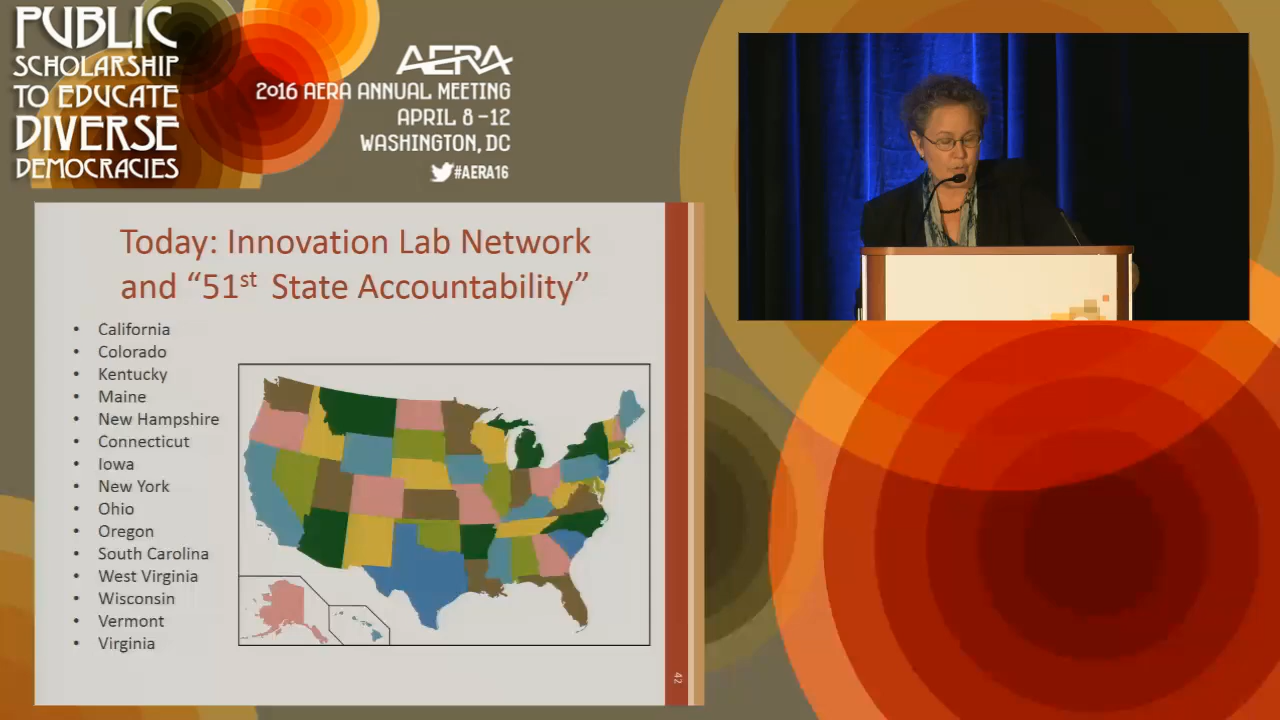 PUBLIC
SCHOLARSHIP
TO EDUCATE
DIVERSE
DEMOCRACIES
AERA
2016 AERA ANNUAL MEETING
APRIL 8 –12
WASHINGTON, DC
#AERA16
Today: Innovation Lab Network
and “51st State Accountability”
• California
• Colorado
• Kentucky
• Maine
• New Hampshire
• Connecticut
• Iowa
• New York
• Ohio
• Oregon
• South Carolina
• West Virginia
• Wisconsin
• Vermont
• Virginia
42